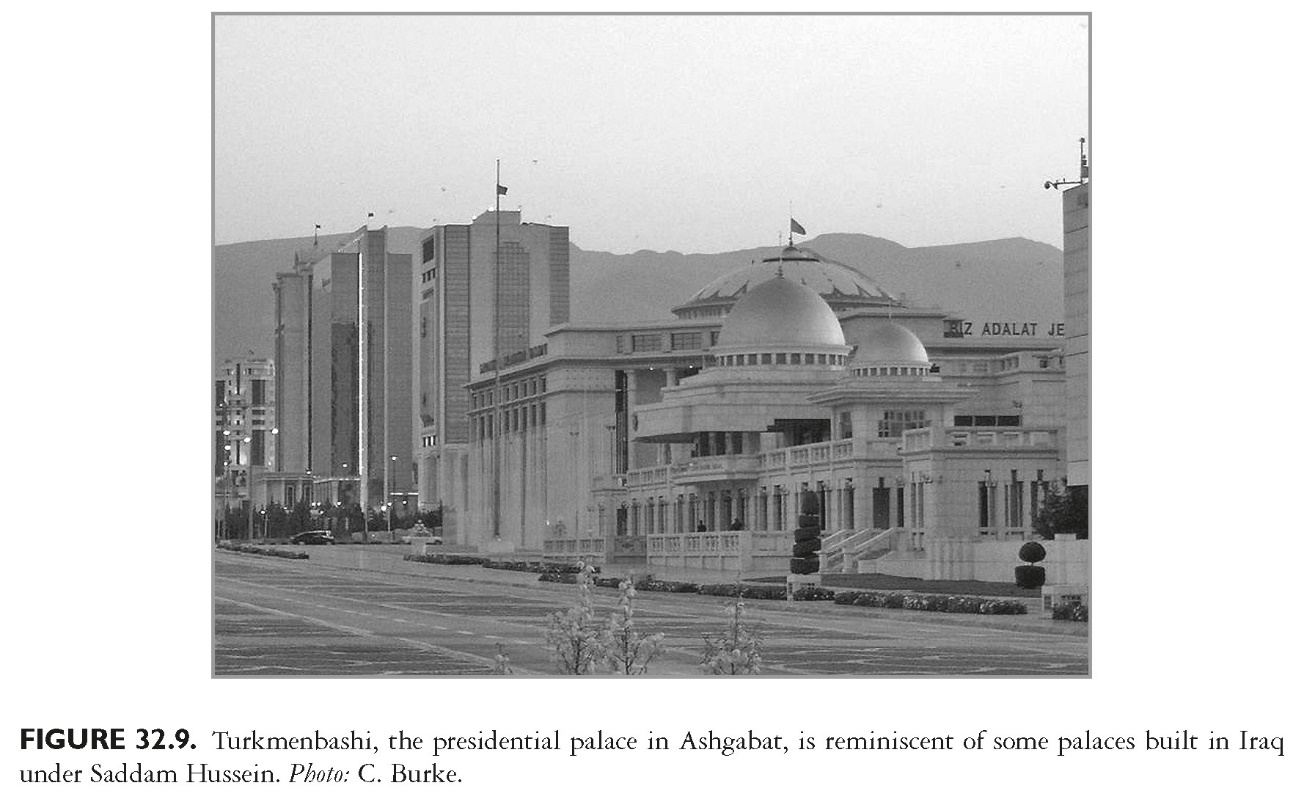 BIZ ADALAT JE
FIGURE 32.9. Turkmenbashi, the presidential palace in Ashgabat, is reminiscent of some palaces built in Iraq
under Saddam Hussein. Photo: C. Burke.